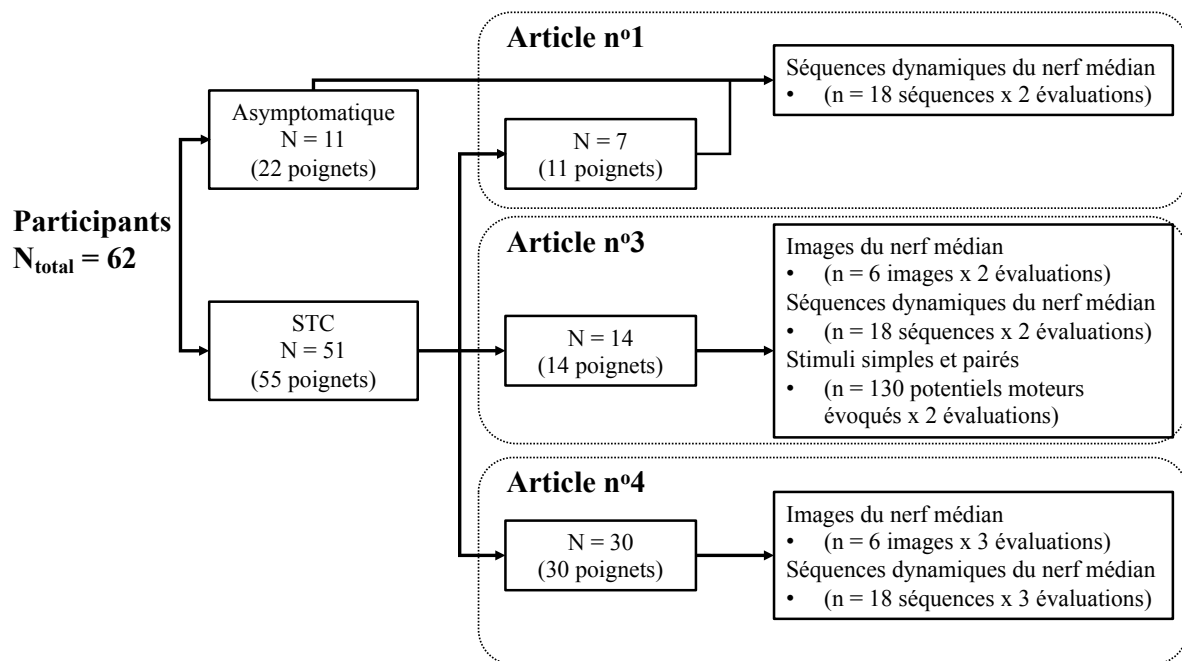 Participants
N_total = 62
Asymptomatique
N = 11
(22 poignets)
STC
N = 51
(55 poignets)
Article nº1
N = 7
(11 poignets)
Séquences dynamiques du nerf médian
• (n = 18 séquences x 2 évaluations)
Article nº3
N = 14
(14 poignets)
Images du nerf médian
• (n = 6 images x 2 évaluations)
Séquences dynamiques du nerf médian
• (n = 18 séquences x 2 évaluations)
Stimuli simples et pairés
• (n = 130 potentiels moteurs
évoqués x 2 évaluations)
Article nº4
N = 30
(30 poignets)
Images du nerf médian
• (n = 6 images x 3 évaluations)
Séquences dynamiques du nerf médian
• (n = 18 séquences x 3 évaluations)